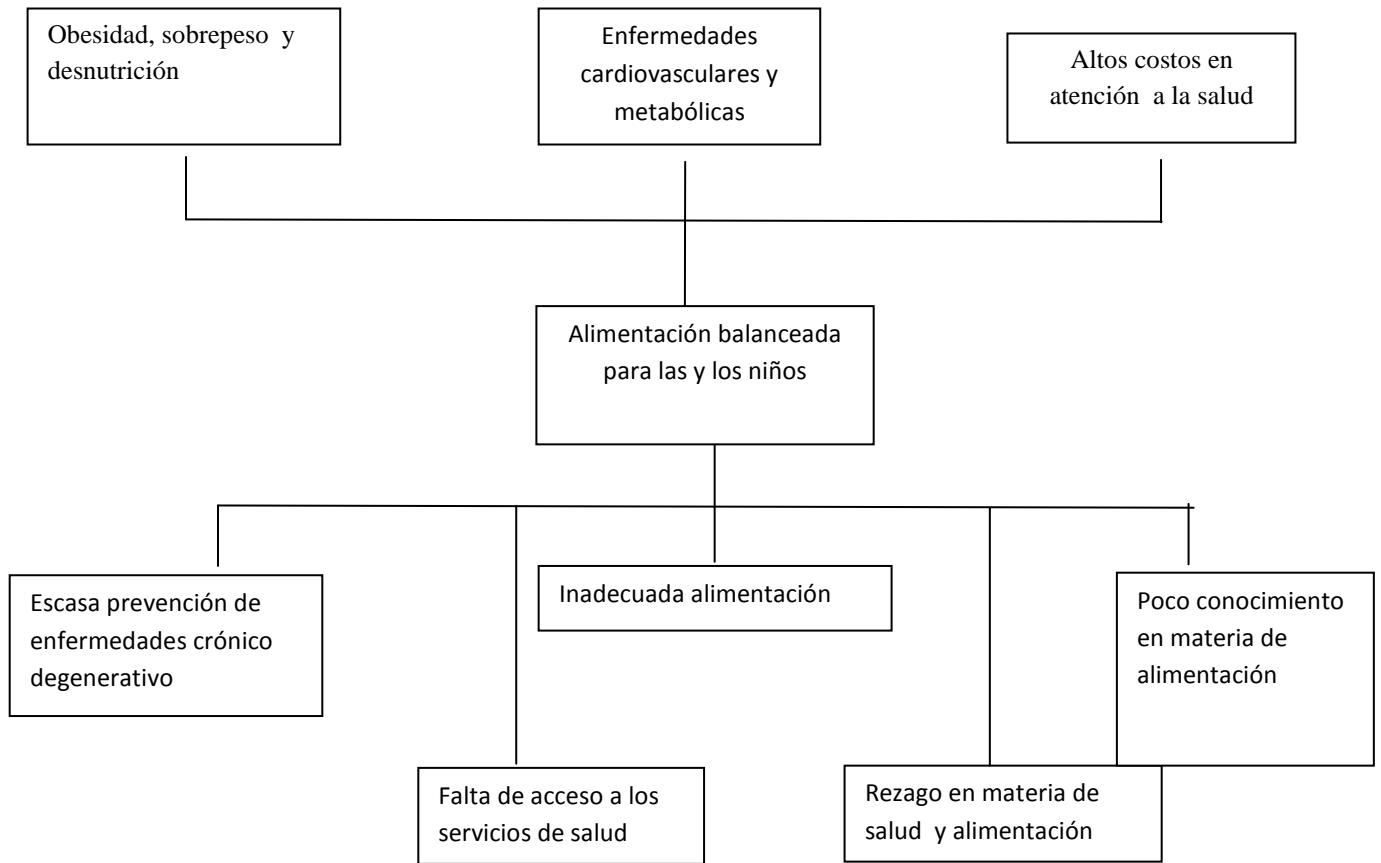 Obesidad, sobrepeso  y
desnutrición
Enfermedades
cardiovasculares y
metabólicas
Altos costos en
atención  a la salud
Alimentación balanceada
para las y los niños
Escasa prevención de
enfermedades crónico
degenerativo
Inadecuada alimentación
Poco conocimiento
en materia de
alimentación
Falta de acceso a los
servicios de salud
Rezago en materia de
salud  y alimentación